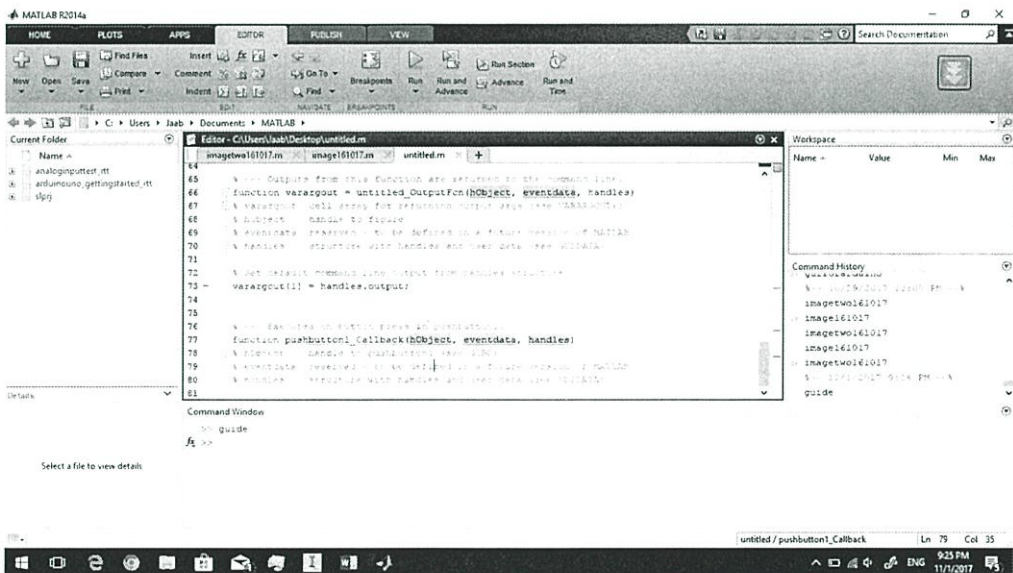 MATLAB R2014a
HOME PLOTS APPS EDITOR PUBLISH VIEW
Search Documentation
New Open Save
Find Files
Compare
Print
Insert
Comment
Indent
Go To
Find
Breakpoints
Run
Run and Advance
Run Section
Advance
Run and Time
FILE EDIT NAVIGATE BREAKPOINTS RUN
C: Users Jaab Documents MATLAB
Current Folder
Name
analoginputtest_rtt
arduinouno_gettingstarted_rtt
slprj
Details
Select a file to view details
Editor - C:\Users\Jaab\Desktop\untitled.m
imagetwo161017.m image161017.m untitled.m
64
65 % --- Outputs from this function are returned to the command line.
66 function varargout = untitled_OutputFcn(hObject, eventdata, handles)
67 % varargout cell array for returning output args (see VARARGOUT);
68 % hObject handle to figure
69 % eventdata reserved - to be defined in a future version of MATLAB
70 % handles structure with handles and user data (see GUIDATA)
71
72 % Get default command line output from handles structure
73 varargout{1} = handles.output;
74
75
76 % --- Executes on button press in pushbutton1.
77 function pushbutton1_Callback(hObject, eventdata, handles)
78 % hObject handle to pushbutton1 (see GCBO)
79 % eventdata reserved - to be defined in a future version of MATLAB
80 % handles structure with handles and user data (see GUIDATA)
81
Command Window
>> guide
fx >>
Workspace
Name Value Min Max
Command History
imagetwo161017
image161017
imagetwo161017
image161017
imagetwo161017
guide
untitled / pushbutton1_Callback Ln 79 Col 35
ENG 9:25 PM
11/1/2017